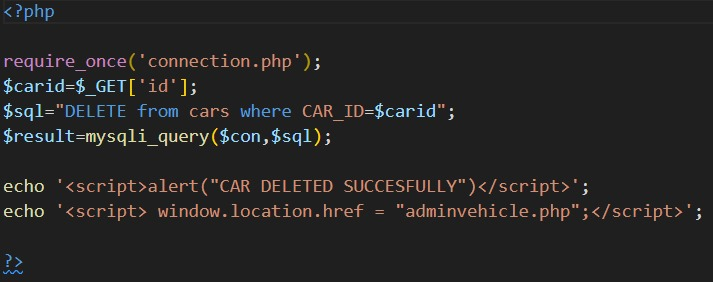 <?php
require_once('connection.php');
$carid=$_GET['id'];
$sql="DELETE from cars where CAR_ID=$carid";
$result=mysqli_query($con,$sql);
echo '<script>alert("CAR DELETED SUCCESFULLY")</script>';
echo '<script> window.location.href = "adminvehicle.php";</script>';
?>